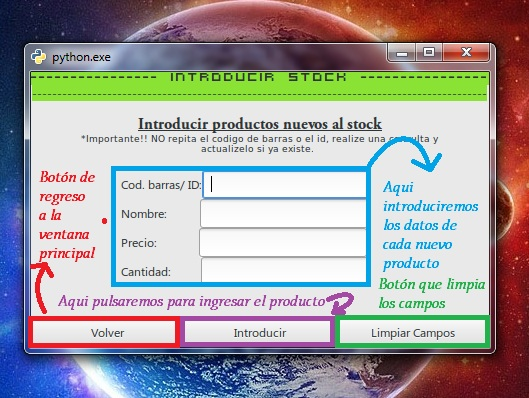 python.exe
INTRODUCIR STOCK
Introducir productos nuevos al stock
*Importante!! NO repita el codigo de barras o el id, realize una consulta y
actualizelo si ya existe.
Cod. barras/ ID:
Nombre:
Precio:
Cantidad:
Botón de
regreso
a la
ventana
principal
Aqui
introduciremos
los datos de
cada nuevo
producto
Botón que limpia
los campos
Aqui pulsaremos para ingresar el producto
Volver
Introducir
Limpiar Campos